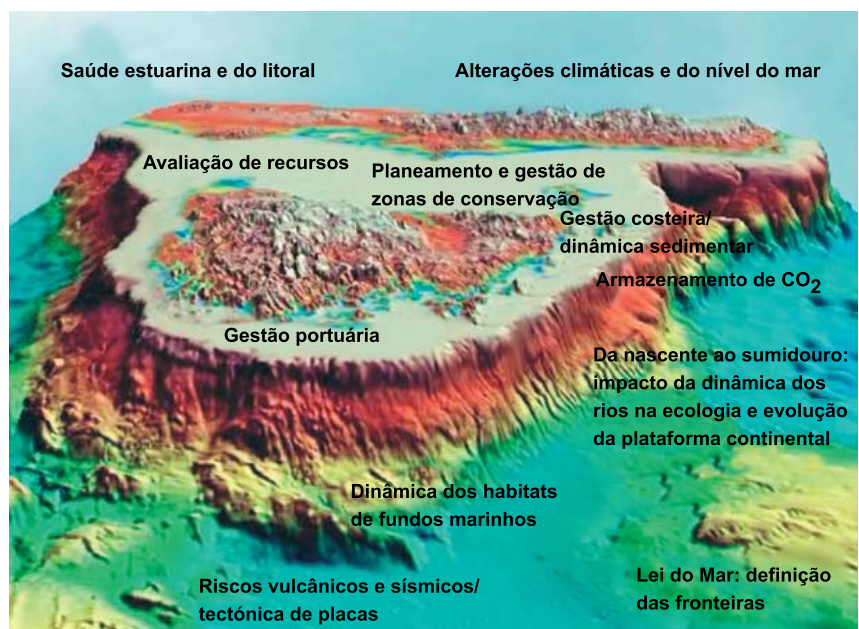 Saúde estuarina e do litoral
Alterações climáticas e do nível do mar
Avaliação de recursos
Planeamento e gestão de
zonas de conservação
Gestão costeira/
dinâmica sedimentar
Armazenamento de CO2
Gestão portuária
Da nascente ao sumidouro:
impacto da dinâmica dos
rios na ecologia e evolução
da plataforma continental
Dinâmica dos habitats
de fundos marinhos
Riscos vulcânicos e sísmicos/
tectónica de placas
Lei do Mar: definição
das fronteiras